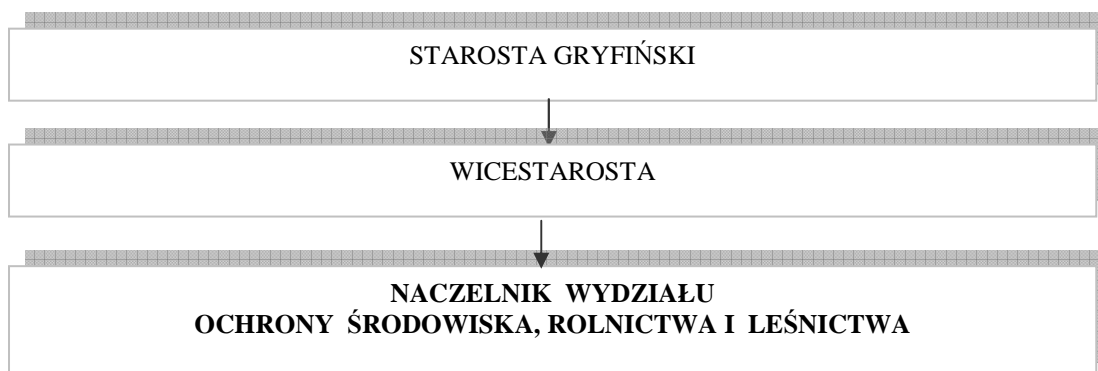 STAROSTA GRYFIŃSKI
WICESTAROSTA
NACZELNIK WYDZIAŁU
OCHRONY ŚRODOWISKA, ROLNICTWA I LEŚNICTWA